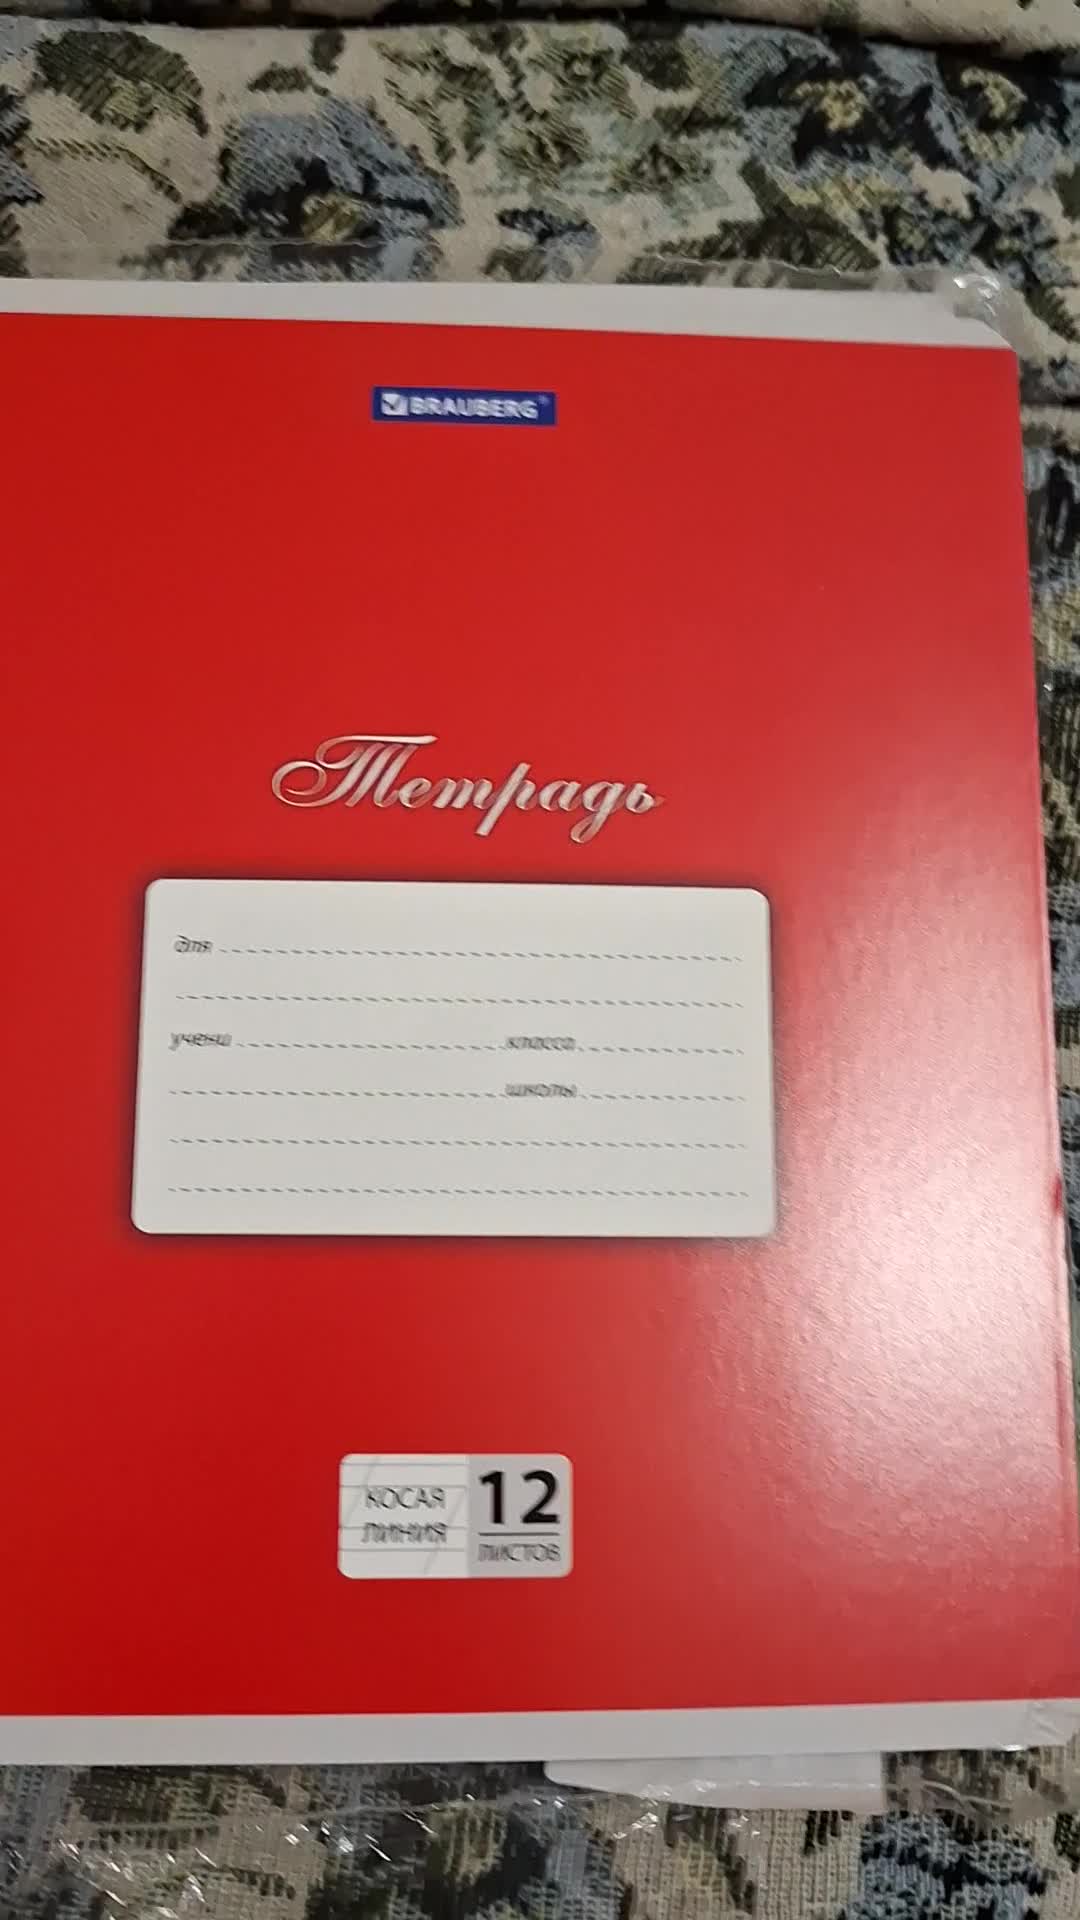 BRAUBERG®
Тетрадь
для
учени класса
школы
КОСАЯ ЛИНИЯ
12 ЛИСТОВ